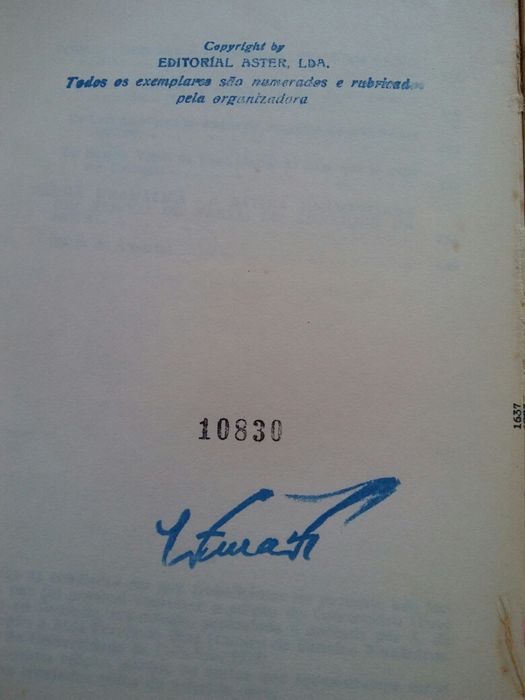 Copyright by
EDITORIAL ASTER, LDA.
Todos os exemplares são numerados e rubricados
pela organizadora
10830
1637